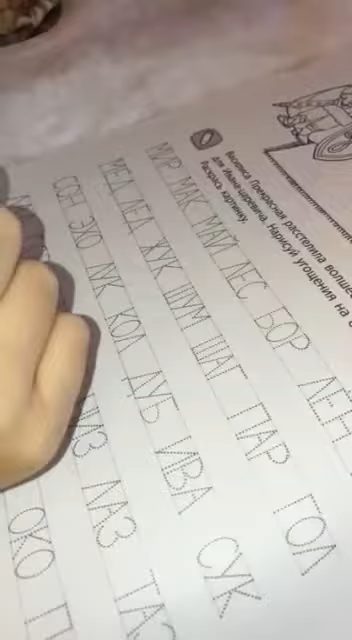 Василиса Прекрасная расстелила
для Ивана-царевича. Нарисуй угощения на
Раскрась картинку.
МИР МАК МАЙ ЛЕС БОР ЛЕН
МЕД ЛЕД ЖУК ШУМ ШАГ ПАР ГОЛ
СОН ЭХО ЛУК КОЛ ДУБ ИВА СУК
ЛАЗ ТАЗ
ОКО